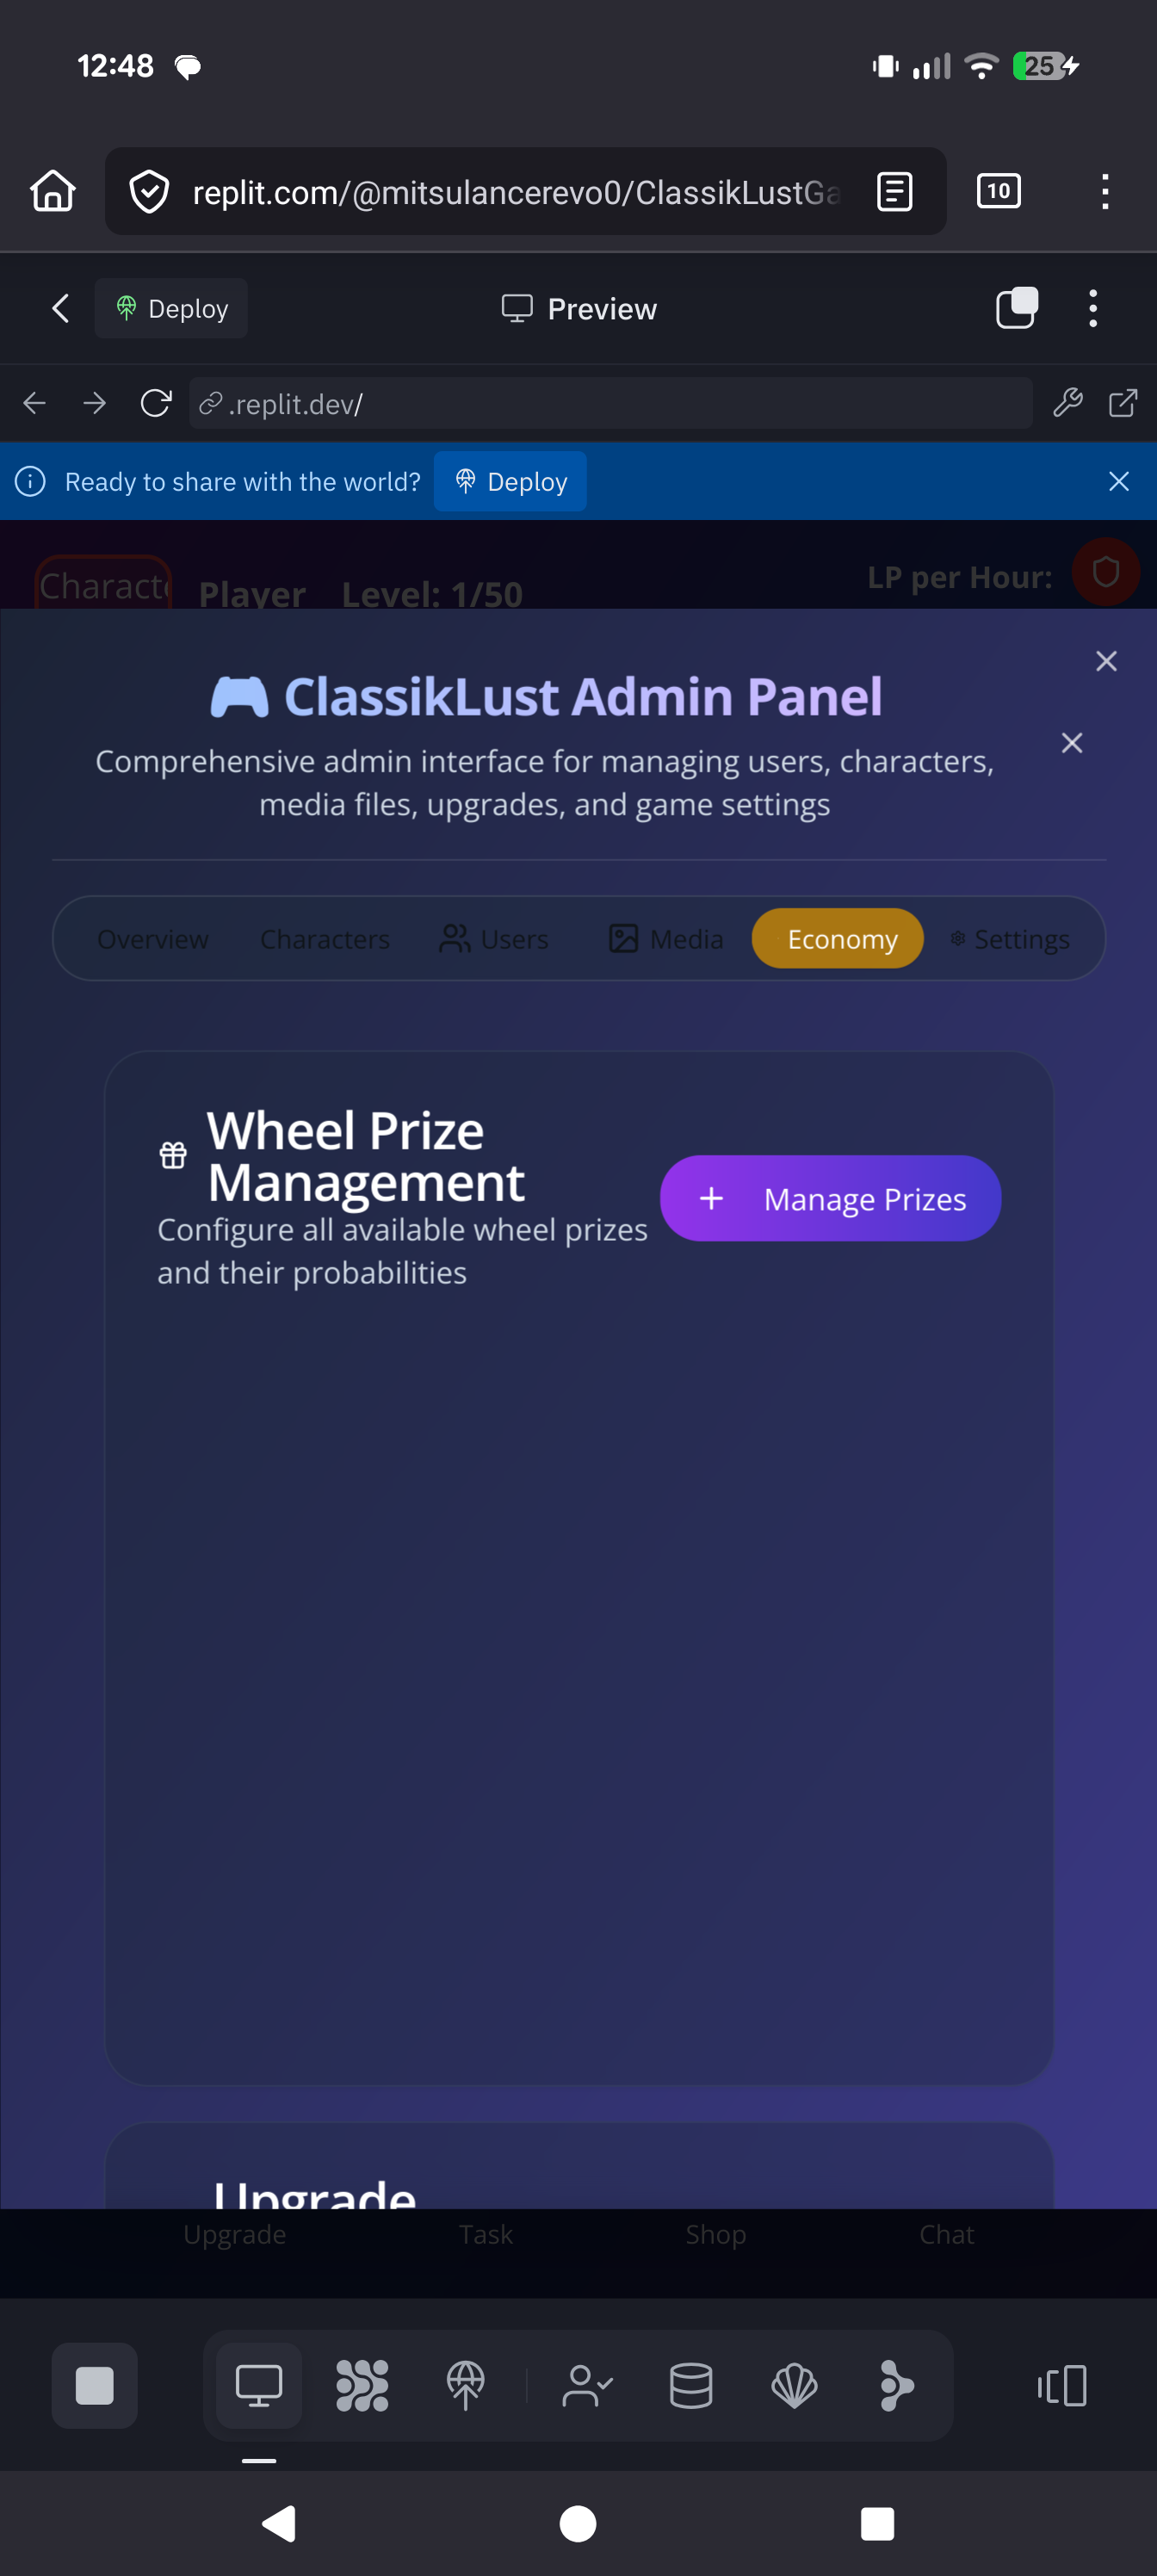 12:48
25
replit.com/@mitsulancerevo0/ClassikLustGa
10
Deploy
Preview
.replit.dev/
Ready to share with the world?
Deploy
Characte
Player
Level: 1/50
LP per Hour:
ClassikLust Admin Panel
Comprehensive admin interface for managing users, characters,
media files, upgrades, and game settings
Overview
Characters
Users
Media
Economy
Settings
Wheel Prize
Management
Manage Prizes
Configure all available wheel prizes
and their probabilities
Upgrade
Upgrade
Task
Shop
Chat